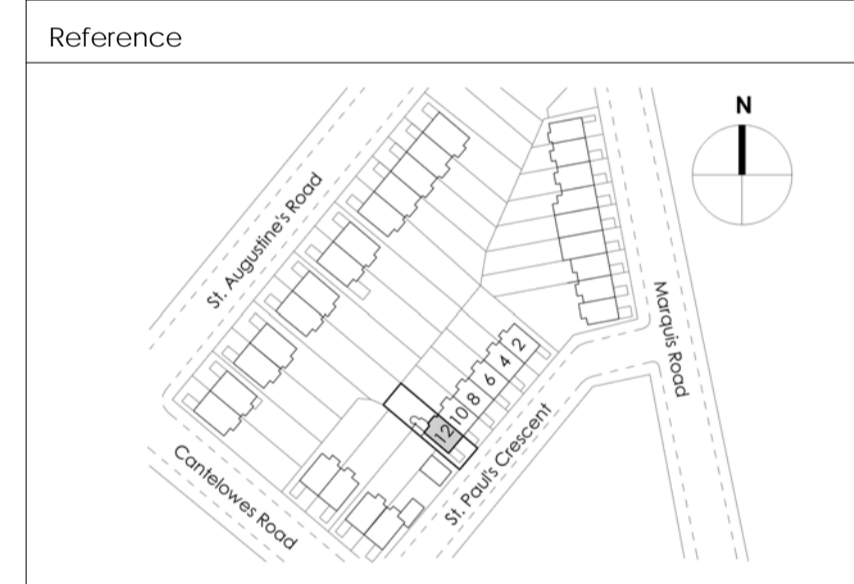 Reference
N
St. Augustine's Road
Marquis Road
2
4
6
8
10
12
St. Paul's Crescent
Cantelowes Road